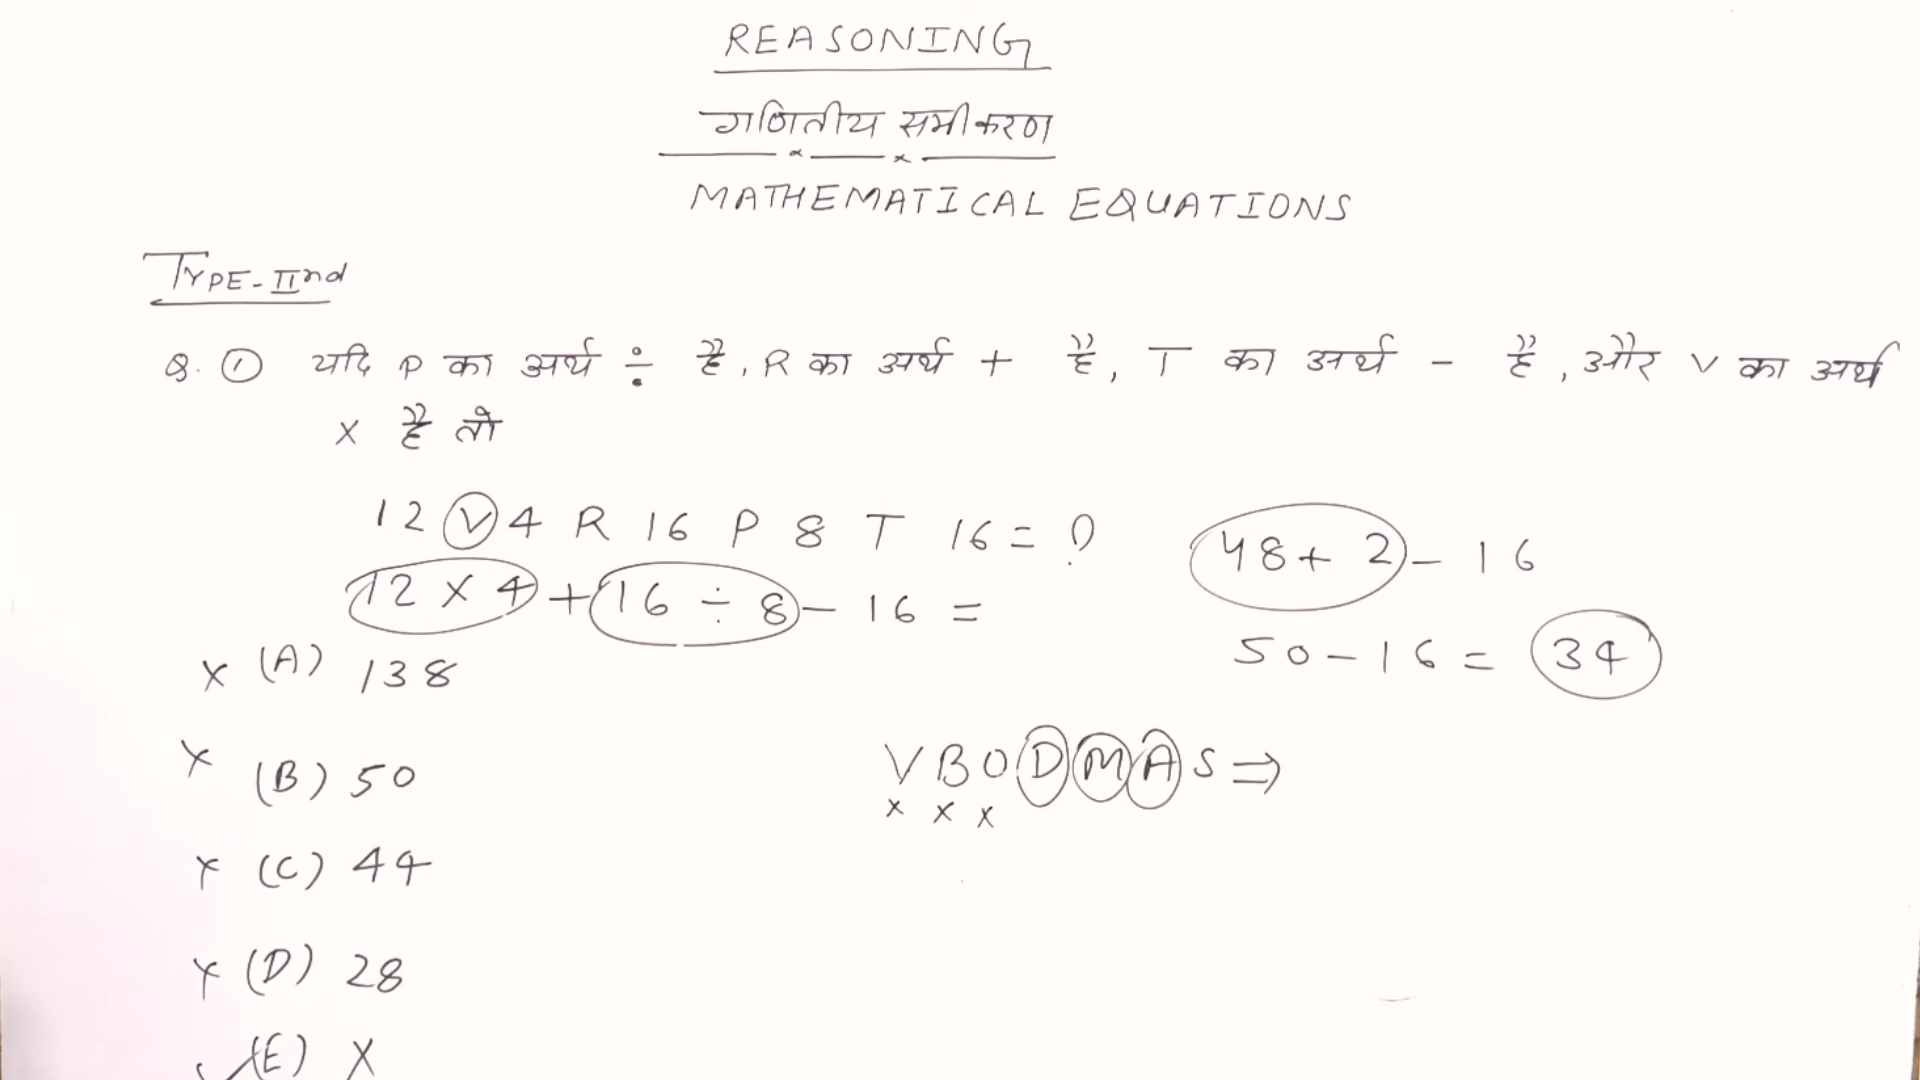 REASONING
गणितीय समीकरण
MATHEMATICAL EQUATIONS
TYPE-IInd
Q. ① यदि P का अर्थ ÷ है, R का अर्थ + है, T का अर्थ - है, और V का अर्थ
× है तो
12 V 4 R 16 P 8 T 16 = ?
12 × 4 + 16 ÷ 8 - 16 =
48 + 2 - 16
50 - 16 = 34
× (A) 138
× (B) 50
× (C) 44
× (D) 28
✓ (E) X
VBODMAS ⇒
× × ×